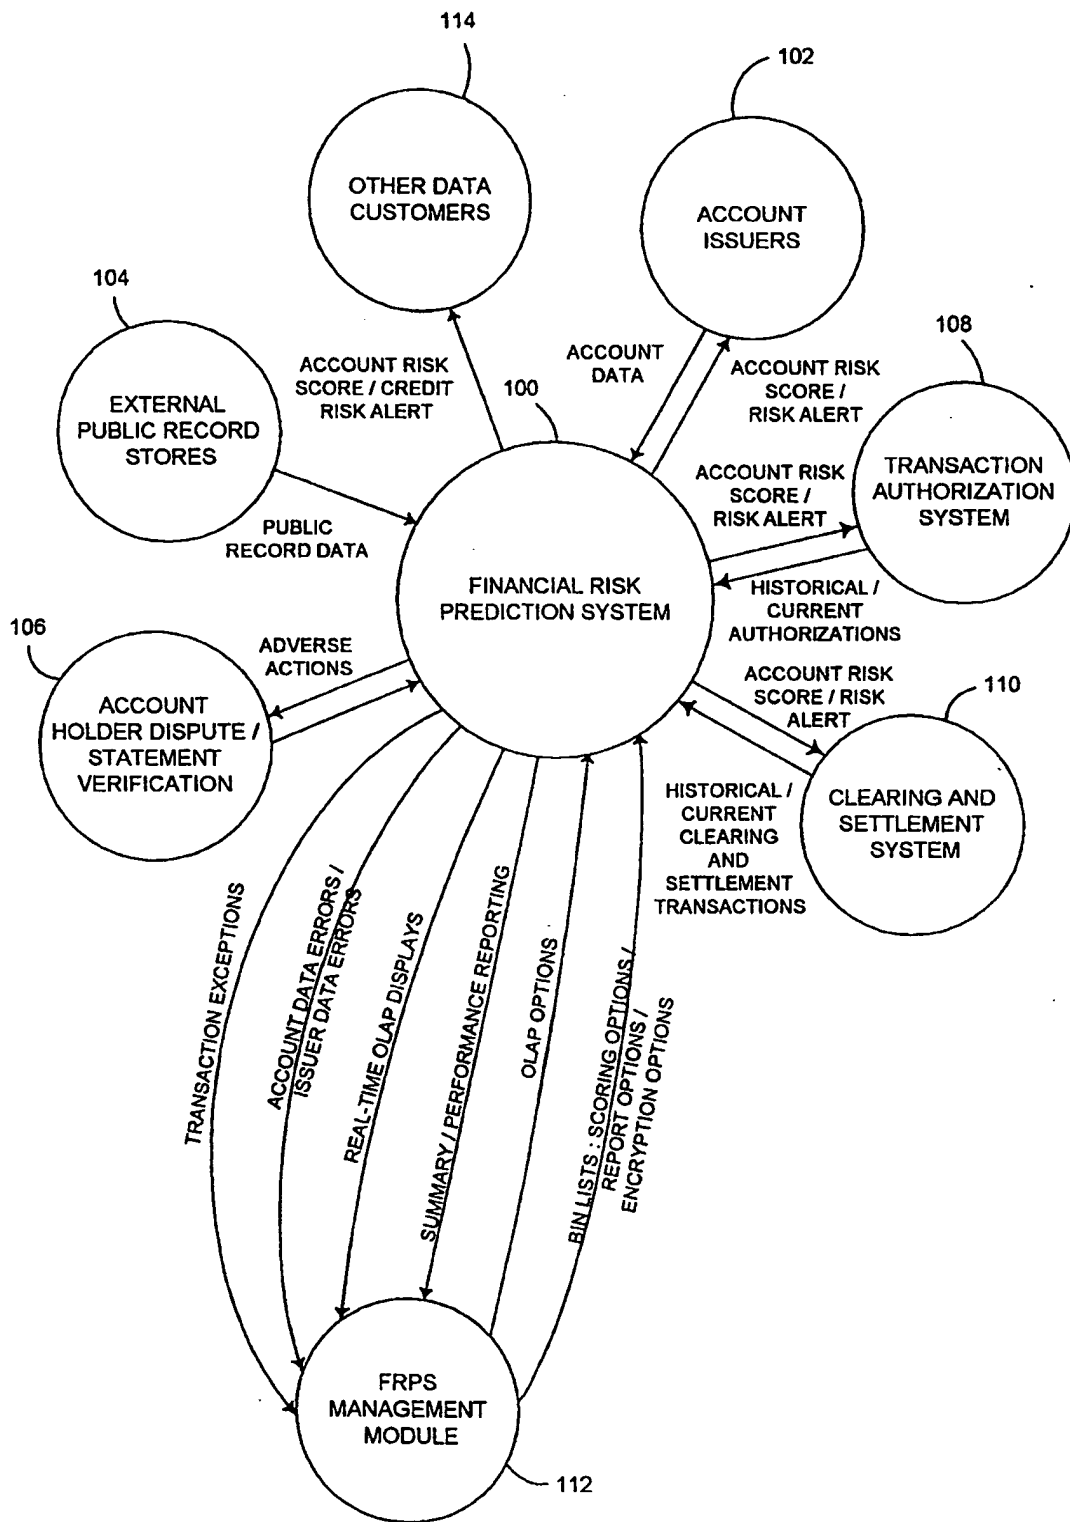 114
102
OTHER DATA
CUSTOMERS
ACCOUNT
ISSUERS
104
108
ACCOUNT RISK
SCORE / CREDIT
RISK ALERT
100
ACCOUNT
DATA
ACCOUNT RISK
SCORE /
RISK ALERT
EXTERNAL
PUBLIC RECORD
STORES
ACCOUNT RISK
SCORE /
RISK ALERT
TRANSACTION
AUTHORIZATION
SYSTEM
PUBLIC
RECORD DATA
FINANCIAL RISK
PREDICTION SYSTEM
HISTORICAL /
CURRENT
AUTHORIZATIONS
106
ADVERSE
ACTIONS
ACCOUNT RISK
SCORE / RISK
ALERT
110
ACCOUNT
HOLDER DISPUTE /
STATEMENT
VERIFICATION
HISTORICAL /
CURRENT
CLEARING
AND
SETTLEMENT
TRANSACTIONS
CLEARING AND
SETTLEMENT
SYSTEM
TRANSACTION EXCEPTIONS
ACCOUNT DATA ERRORS /
ISSUER DATA ERRORS
REAL-TIME OLAP DISPLAYS
SUMMARY / PERFORMANCE REPORTING
OLAP OPTIONS
BIN LISTS : SCORING OPTIONS /
REPORT OPTIONS /
ENCRYPTION OPTIONS
FRPS
MANAGEMENT
MODULE
112